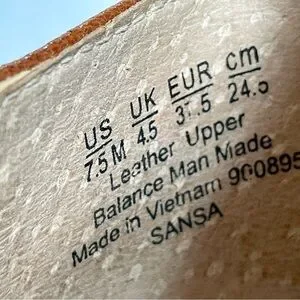 US UK EUR cm
7.5 M 4.5 37.5 24.5
Leather Upper
Balance Man Made
Made in Vietnam 900895
SANSA